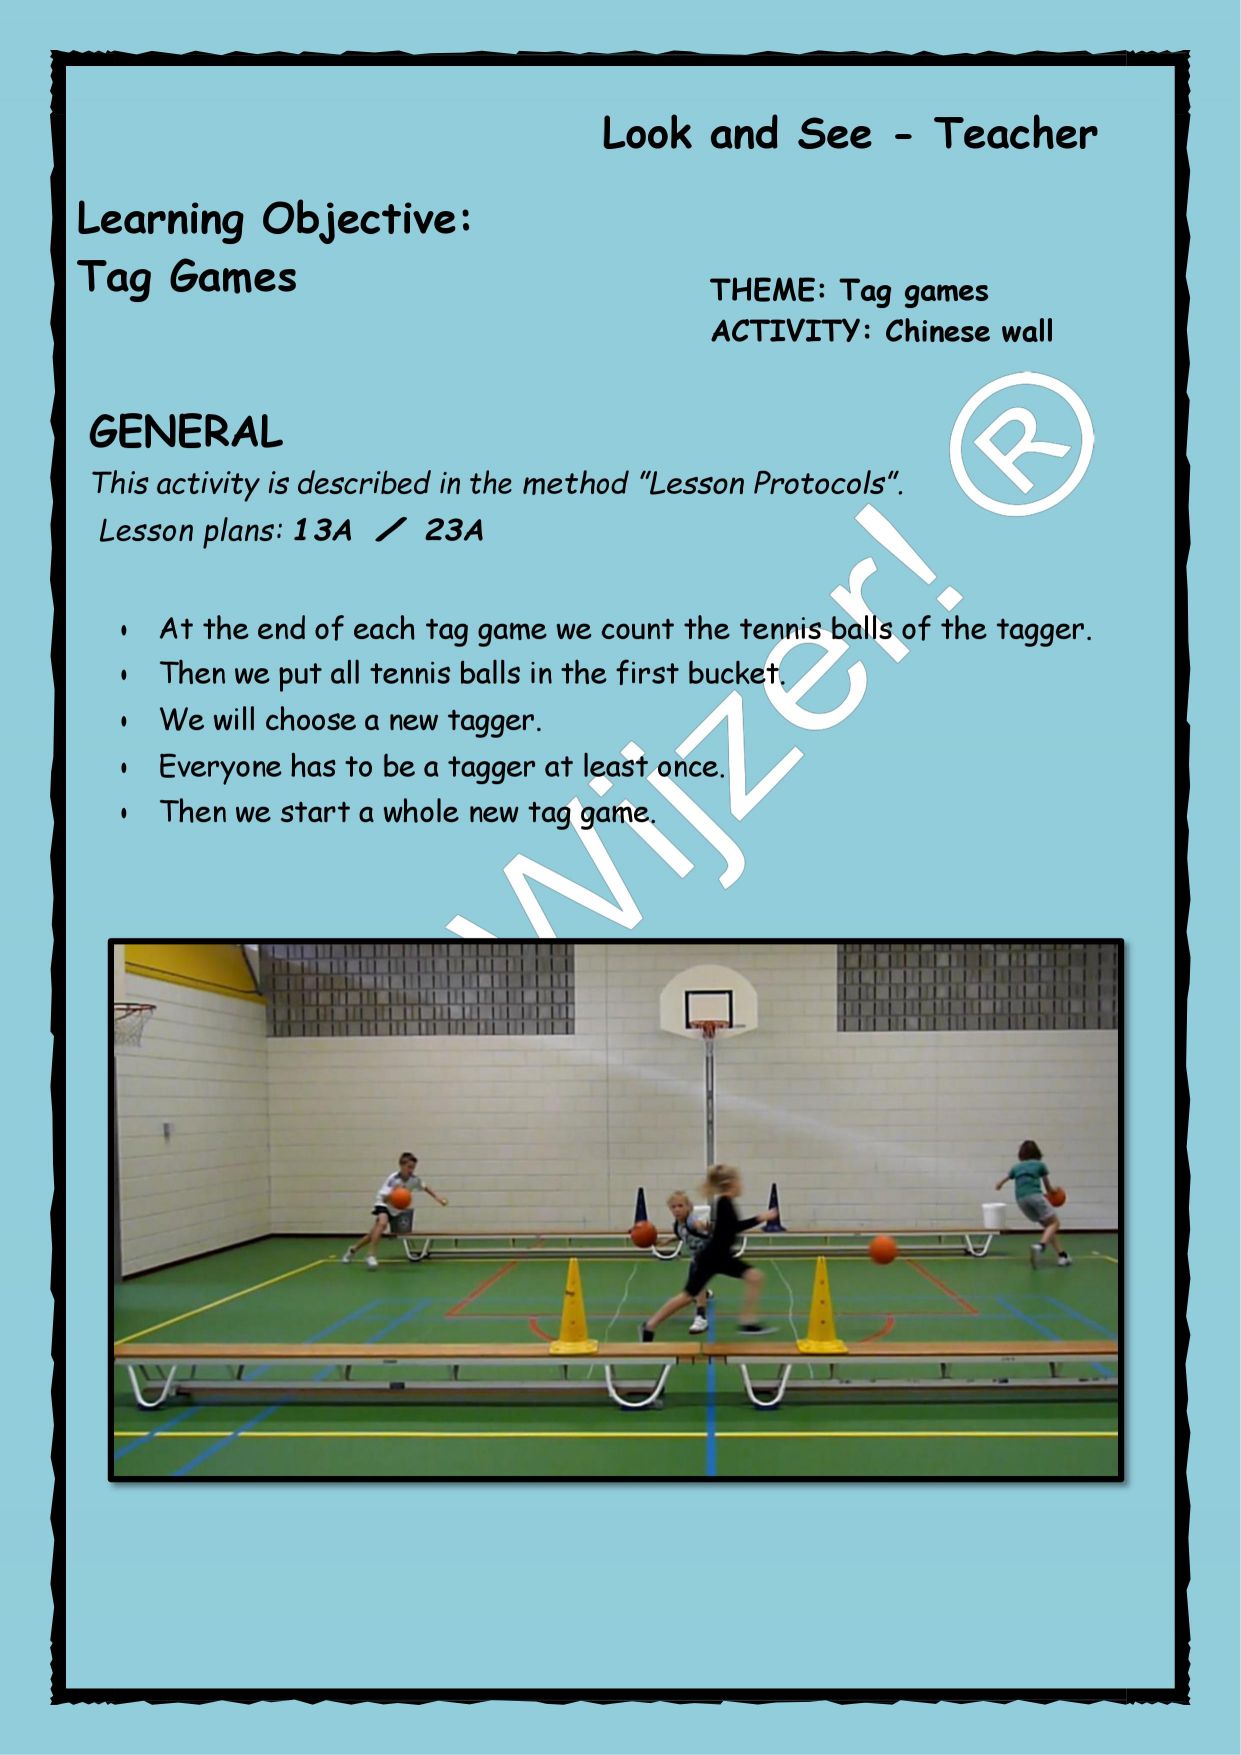 Look and See - Teacher
Learning Objective:
Tag Games
THEME: Tag games
ACTIVITY: Chinese wall
GENERAL
This activity is described in the method “Lesson Protocols”.
Lesson plans: 13A / 23A
• At the end of each tag game we count the tennis balls of the tagger.
• Then we put all tennis balls in the first bucket.
• We will choose a new tagger.
• Everyone has to be a tagger at least once.
• Then we start a whole new tag game.
Wijzer! ®